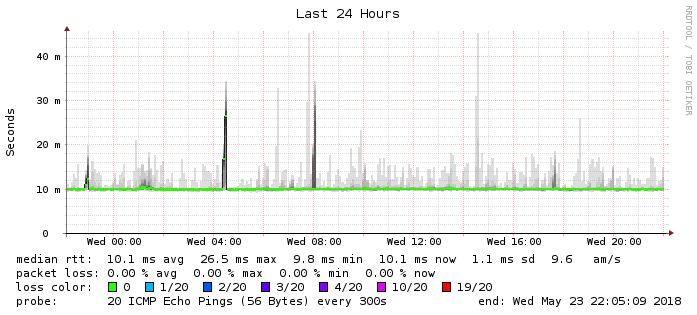 Last 24 Hours
RRDTOOL / TOBI OETIKER
Seconds
40 m
30 m
20 m
10 m
0
Wed 00:00 Wed 04:00 Wed 08:00 Wed 12:00 Wed 16:00 Wed 20:00
median rtt: 10.1 ms avg 26.5 ms max 9.8 ms min 10.1 ms now 1.1 ms sd 9.6 am/s
packet loss: 0.00 % avg 0.00 % max 0.00 % min 0.00 % now
loss color: 0 1/20 2/20 3/20 4/20 10/20 19/20
probe: 20 ICMP Echo Pings (56 Bytes) every 300s end: Wed May 23 22:05:09 2018